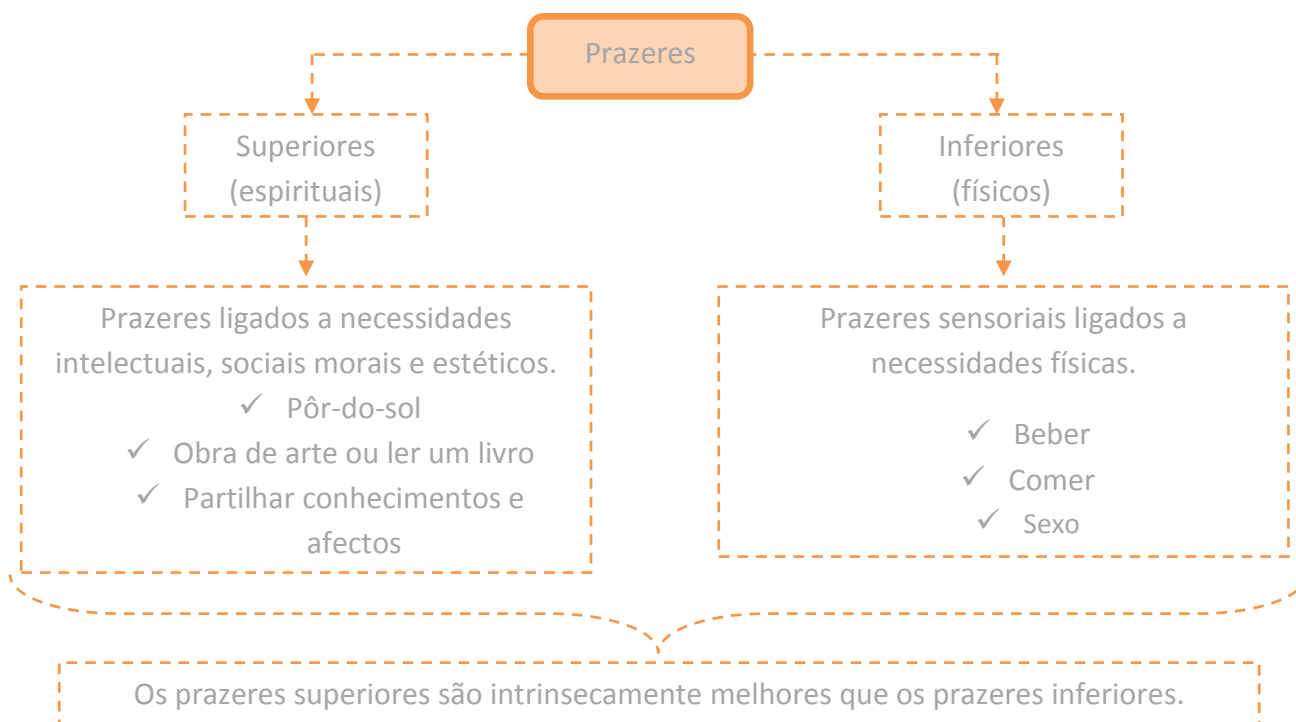 Prazeres
Superiores
(espirituais)
Inferiores
(físicos)
Prazeres ligados a necessidades
intelectuais, sociais morais e estéticos.
✓ Pôr-do-sol
✓ Obra de arte ou ler um livro
✓ Partilhar conhecimentos e
afectos
Prazeres sensoriais ligados a
necessidades físicas.
✓ Beber
✓ Comer
✓ Sexo
Os prazeres superiores são intrinsecamente melhores que os prazeres inferiores.